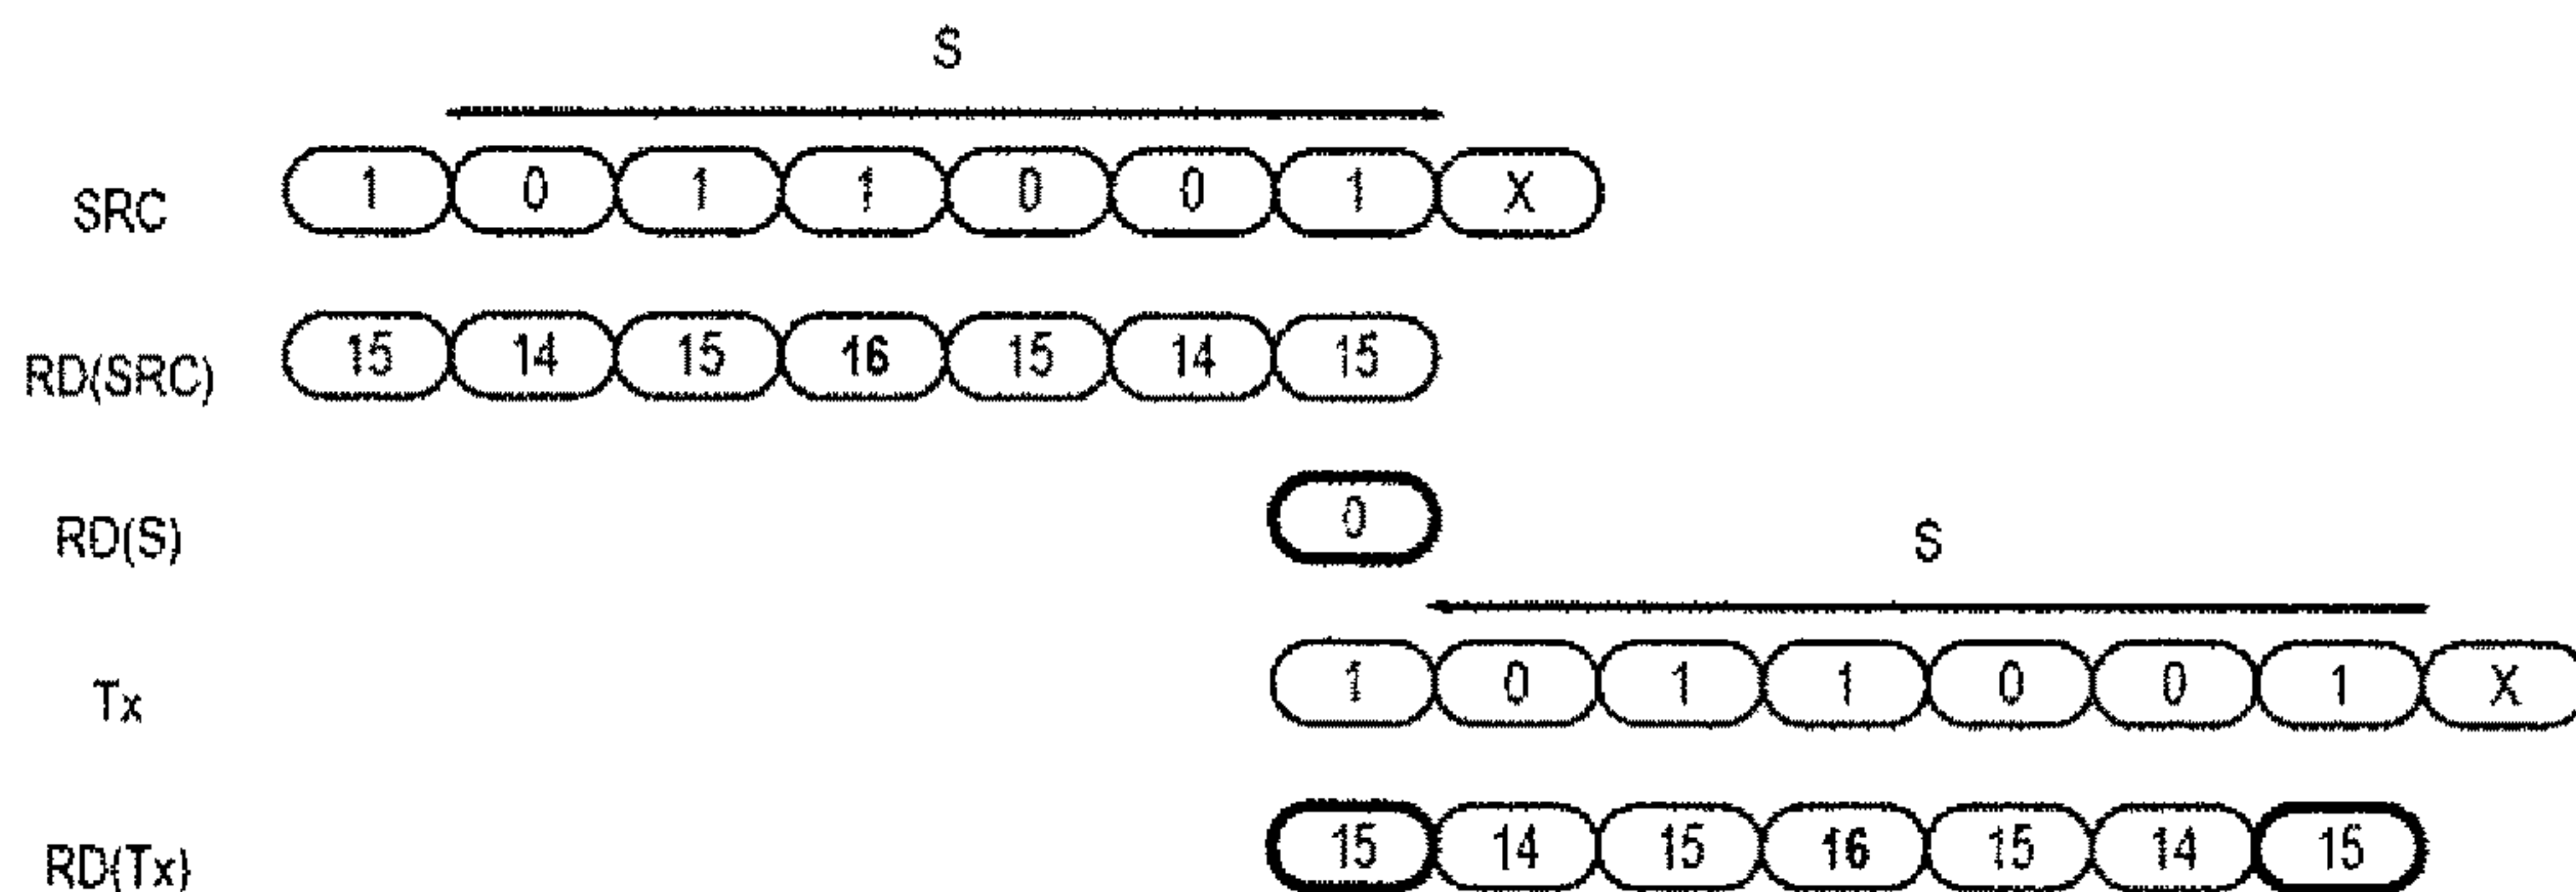 S
SRC 1 0 1 1 0 0 1 X
RD(SRC) 15 14 15 16 15 14 15
RD(S) 0
S
Tx 1 0 1 1 0 0 1 X
RD(Tx) 15 14 15 16 15 14 15